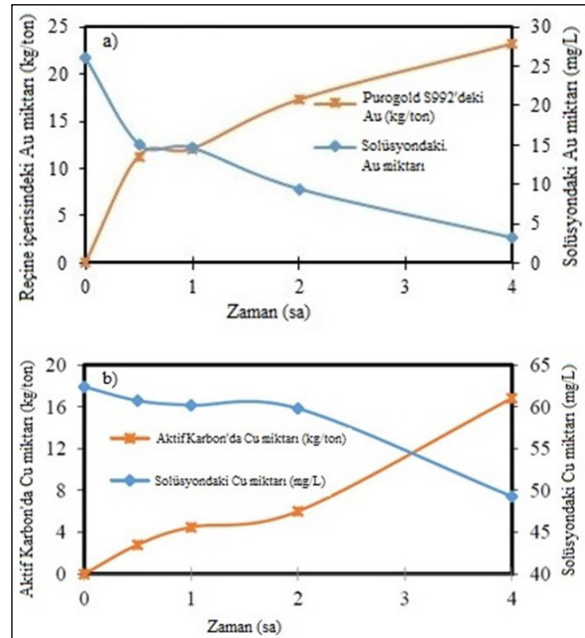 a)
Reçine içerisindeki Au miktarı (kg/ton)
25
20
15
10
5
0
Purogold S992'deki
Au (kg/ton)
Solüsyondaki
Au miktarı
30
25
20
15
10
5
0
Solüsyondaki Au miktarı (mg/L)
0 1 2 3 4
Zaman (sa)
b)
Aktif Karbon'da Cu miktarı (kg/ton)
20
16
12
8
4
0
Aktif Karbon'da Cu miktarı (kg/ton)
Solüsyondaki Cu miktarı (mg/L)
65
60
55
50
45
40
Solüsyondaki Cu miktarı (mg/L)
0 1 2 3 4
Zaman (sa)